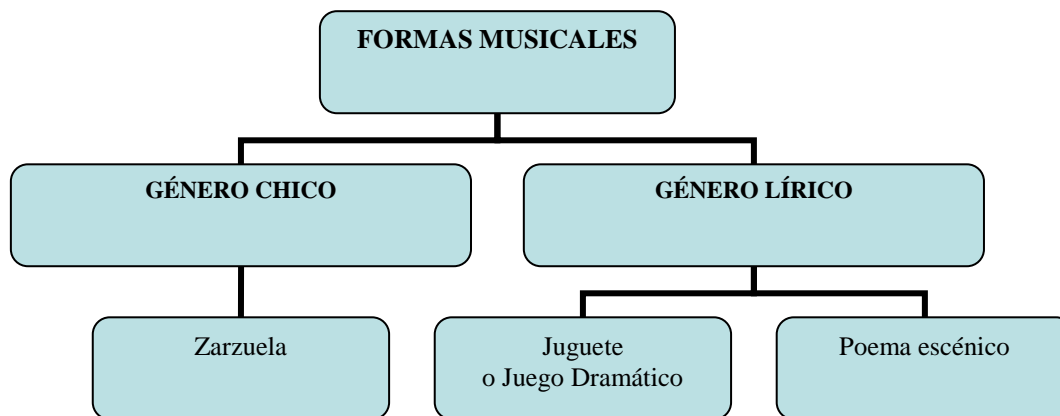 FORMAS MUSICALES
GÉNERO CHICO
GÉNERO LÍRICO
Zarzuela
Juguete
o Juego Dramático
Poema escénico